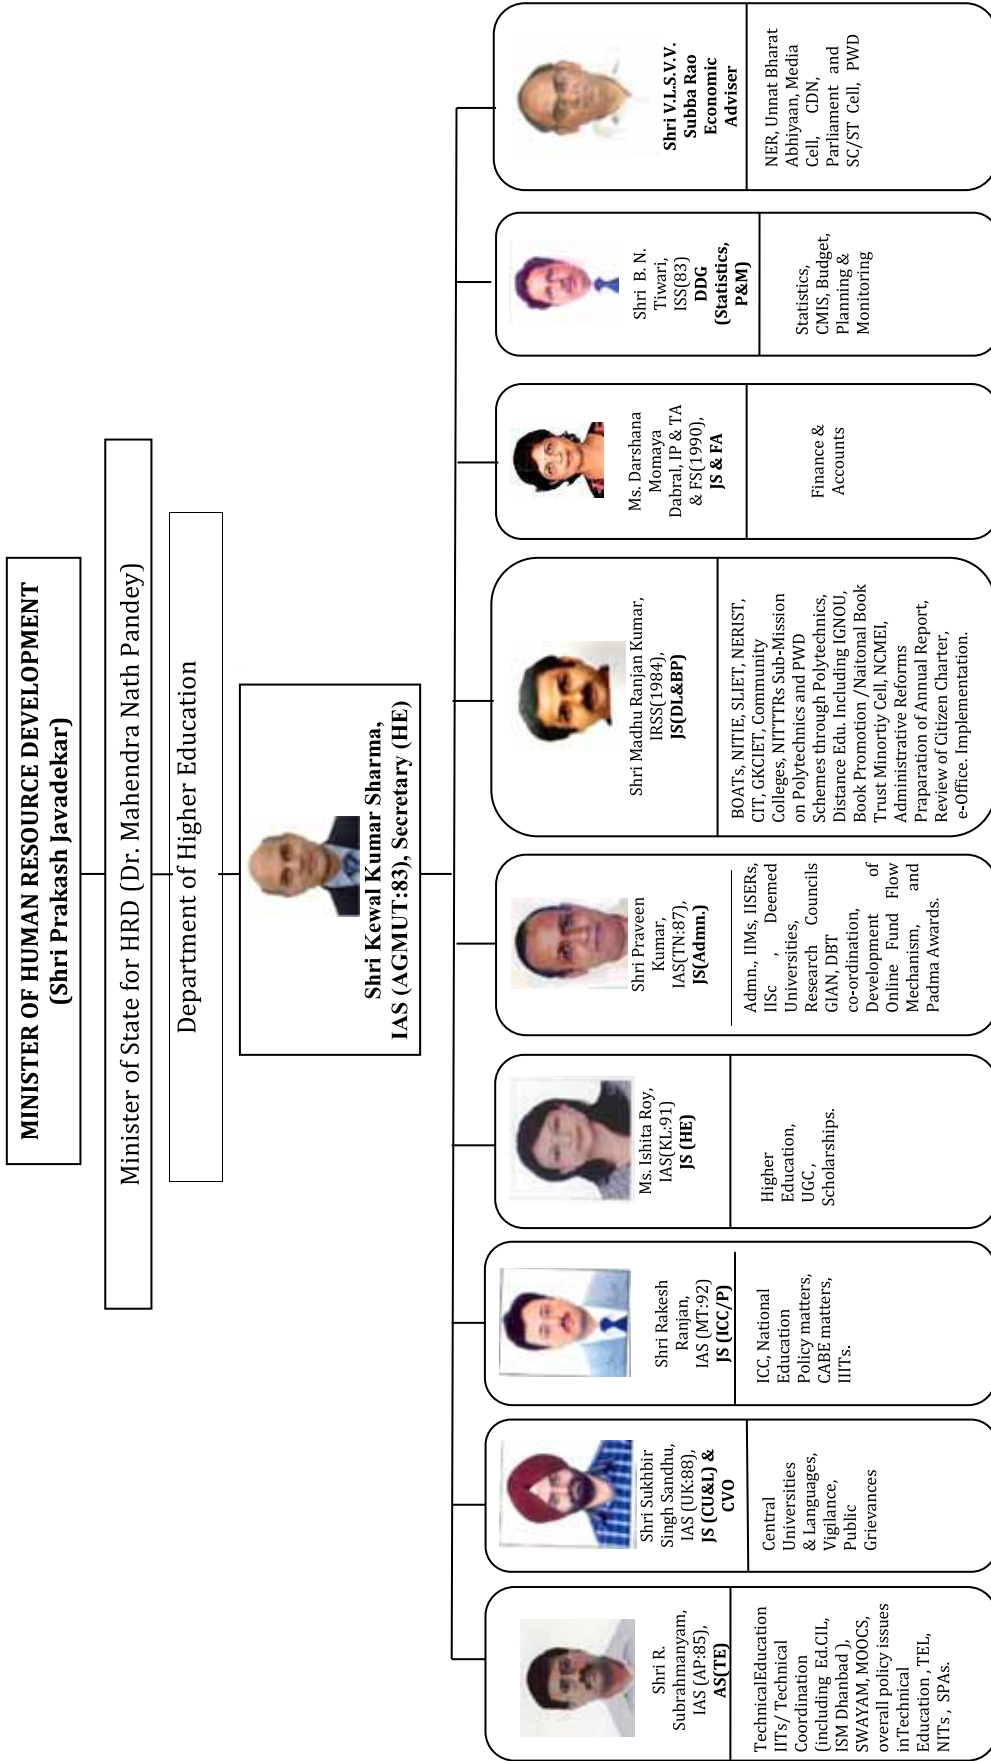 MINISTER OF HUMAN RESOURCE DEVELOPMENT
(Shri Prakash Javadekar)
Minister of State for HRD (Dr. Mahendra Nath Pandey)
Department of Higher Education
Shri Kewal Kumar Sharma,
IAS (AGMUT:83), Secretary (HE)
Shri R.
Subrahmanyam,
IAS (AP:85),
AS(TE)
TechnicalEducation
IITs/ Technical
Coordination
(including Ed.CIL,
ISM Dhanbad ),
SWAYAM, MOOCS,
overall policy issues
inTechnical
Education , TEL,
NITs , SPAs.
Shri Sukhbir
Singh Sandhu,
IAS (UK:88),
JS (CU&L) &
CVO
Central
Universities
& Languages,
Vigilance,
Public
Grievances
Shri Rakesh
Ranjan,
IAS (MT:92)
JS (ICC/P)
ICC, National
Education
Policy matters,
CABE matters,
IIITs.
Ms. Ishita Roy,
IAS(KL:91)
JS (HE)
Higher
Education,
UGC ,
Scholarships.
Shri Praveen
Kumar,
IAS(TN:87),
JS(Admn.)
Admn., IIMs, IISERs,
IISc , Deemed
Universities,
Research Councils
GIAN, DBT
co-ordination,
Development of
Online Fund Flow
Mechanism, and
Padma Awards.
Shri Madhu Ranjan Kumar,
IRSS(1984),
JS(DL&BP)
BOATs, NITIE, SLIET, NERIST,
CIT, GKCIET, Community
Colleges, NITTTRs Sub-Mission
on Polytechnics and PWD
Schemes through Polytechnics,
Distance Edu. Including IGNOU,
Book Promotion /Naitonal Book
Trust Minortiy Cell, NCMEI,
Administrative Reforms
Praparation of Annual Report,
Review of Citizen Charter,
e-Office. Implementation.
Ms. Darshana
Momaya
Dabral, IP & TA
& FS(1990),
JS & FA
Finance &
Accounts
Shri B. N.
Tiwari,
ISS(83)
DDG
(Statistics,
P&M)
Statistics,
CMIS, Budget,
Planning &
Monitoring
Shri V.L.S.V.V.
Subba Rao
Economic
Adviser
NER, Unnat Bharat
Abhiyaan, Media
Cell, CDN,
Parliament and
SC/ST Cell, PWD